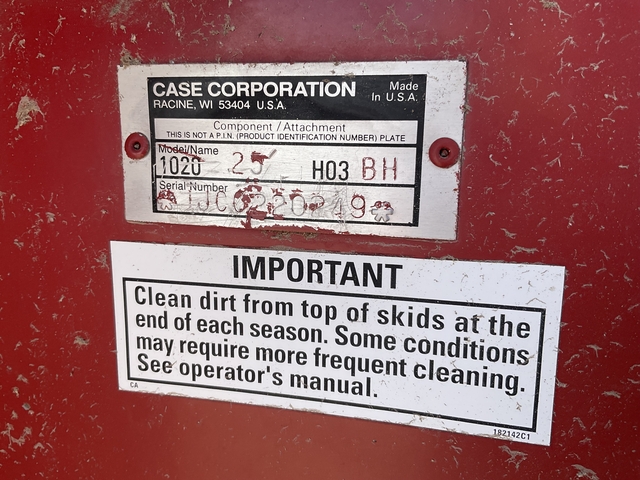 CASE CORPORATION
Made
In U.S.A.
RACINE, WI 53404 U.S.A.
Component / Attachment
THIS IS NOT A P.I.N. (PRODUCT IDENTIFICATION NUMBER) PLATE
Model/Name
1020 25 H03 BH
Serial Number
IMPORTANT
Clean dirt from top of skids at the
end of each season. Some conditions
may require more frequent cleaning.
See operator's manual.
CA
182142C1